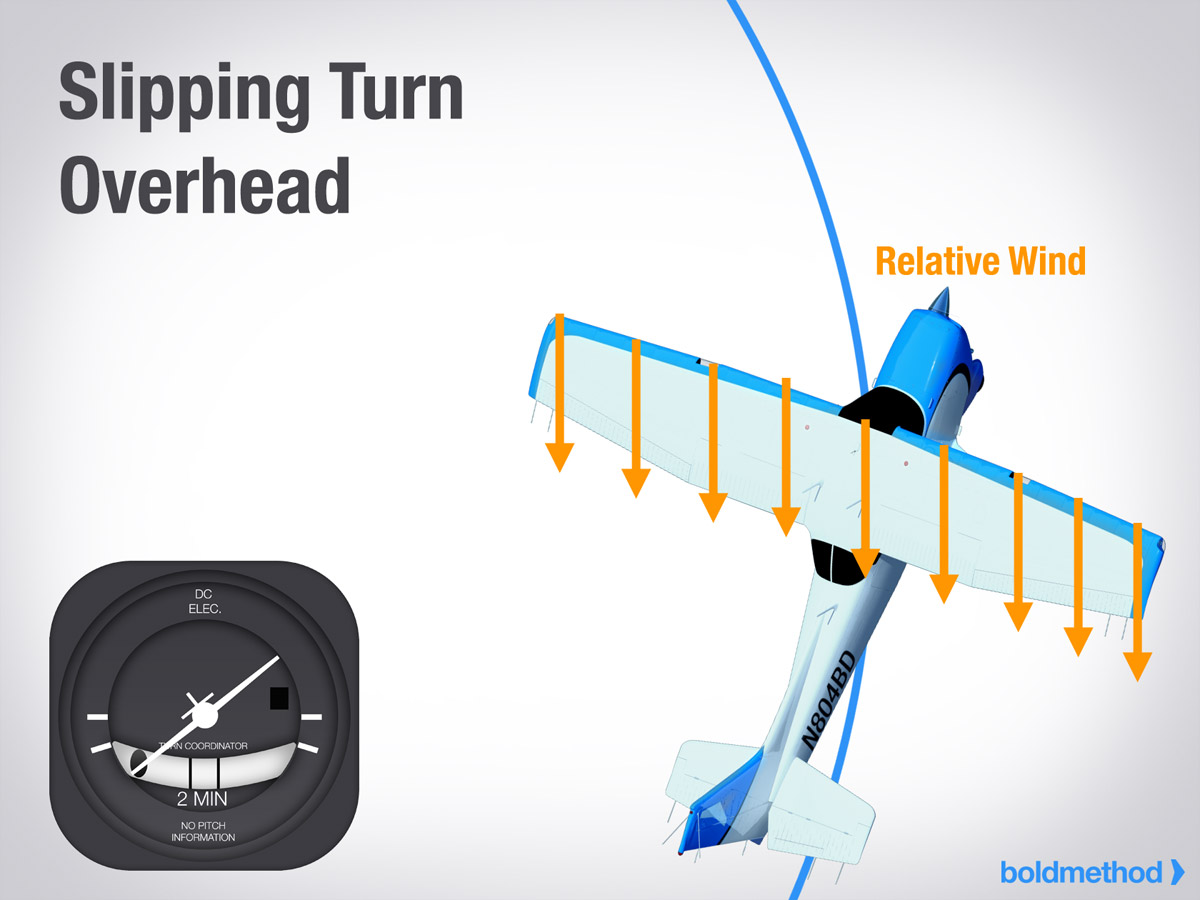 Slipping Turn
Overhead
Relative Wind
DC
ELEC.
TURN COORDINATOR
2 MIN
NO PITCH
INFORMATION
N804BD
boldmethod